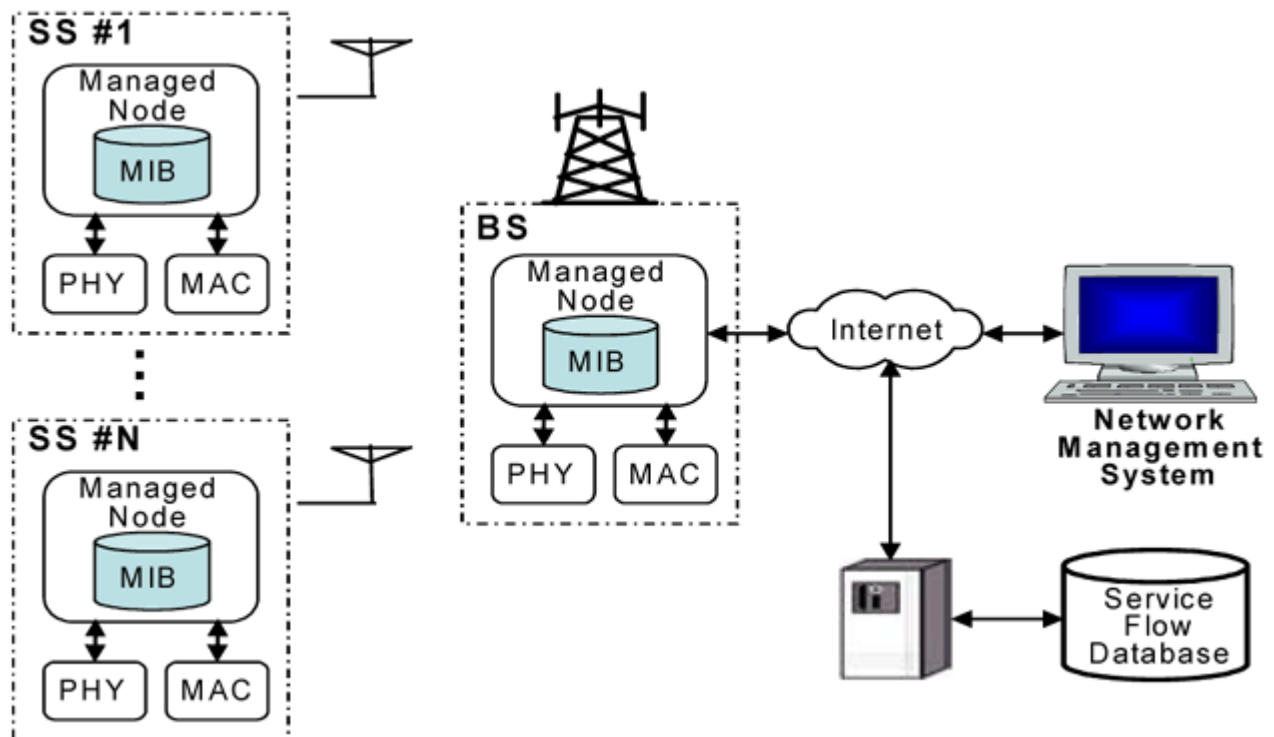 SS #1
Managed
Node
MIB
PHY
MAC
SS #N
Managed
Node
MIB
PHY
MAC
BS
Managed
Node
MIB
PHY
MAC
Internet
Network
Management
System
Service
Flow
Database